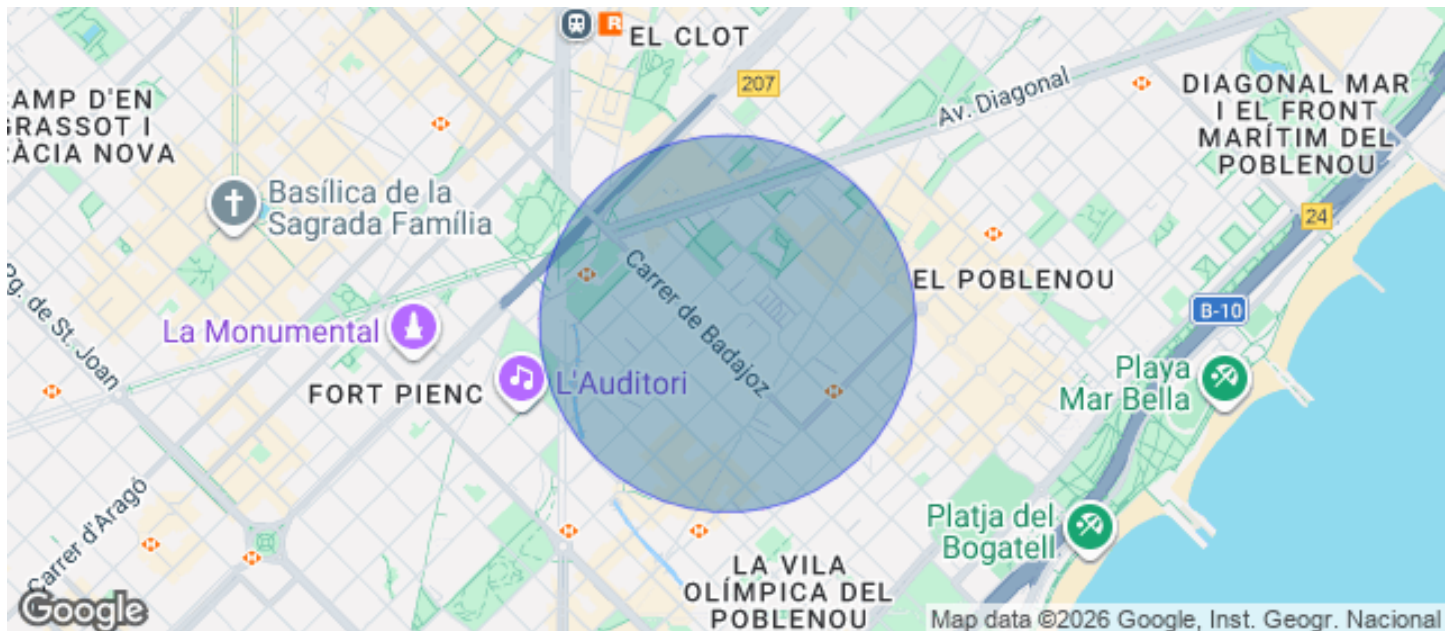 EL CLOT
R
207
Av. Diagonal
DIAGONAL MAR
I EL FRONT
MARÍTIM DEL
POBLENOU
AMP D'EN
GRASSOT I
RÀCIA NOVA
Basílica de la
Sagrada Família
24
Carrer de Badajoz
EL POBLENOU
Pg. de St. Joan
B-10
La Monumental
L'Auditori
FORT PIENC
Playa
Mar Bella
Carrer d'Aragó
Platja del
Bogatell
LA VILA
OLÍMPICA DEL
POBLENOU
Google
Map data ©2026 Google, Inst. Geogr. Nacional